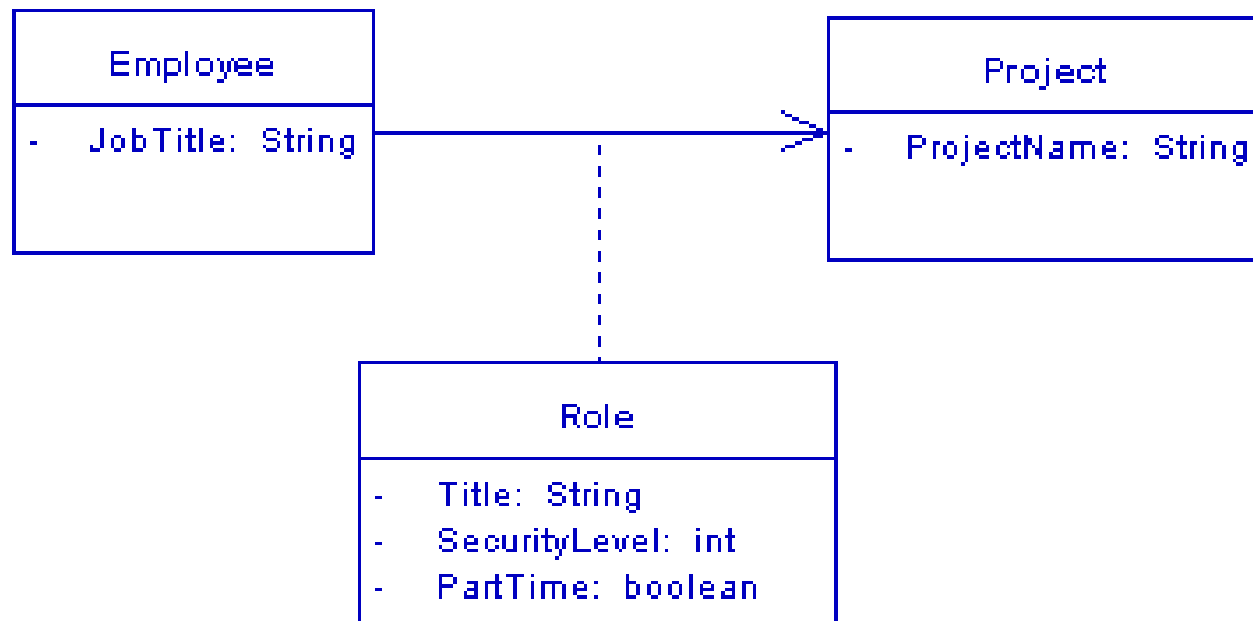 Employee
- JobTitle: String
Project
- ProjectName: String
Role
- Title: String
- SecurityLevel: int
- PartTime: boolean